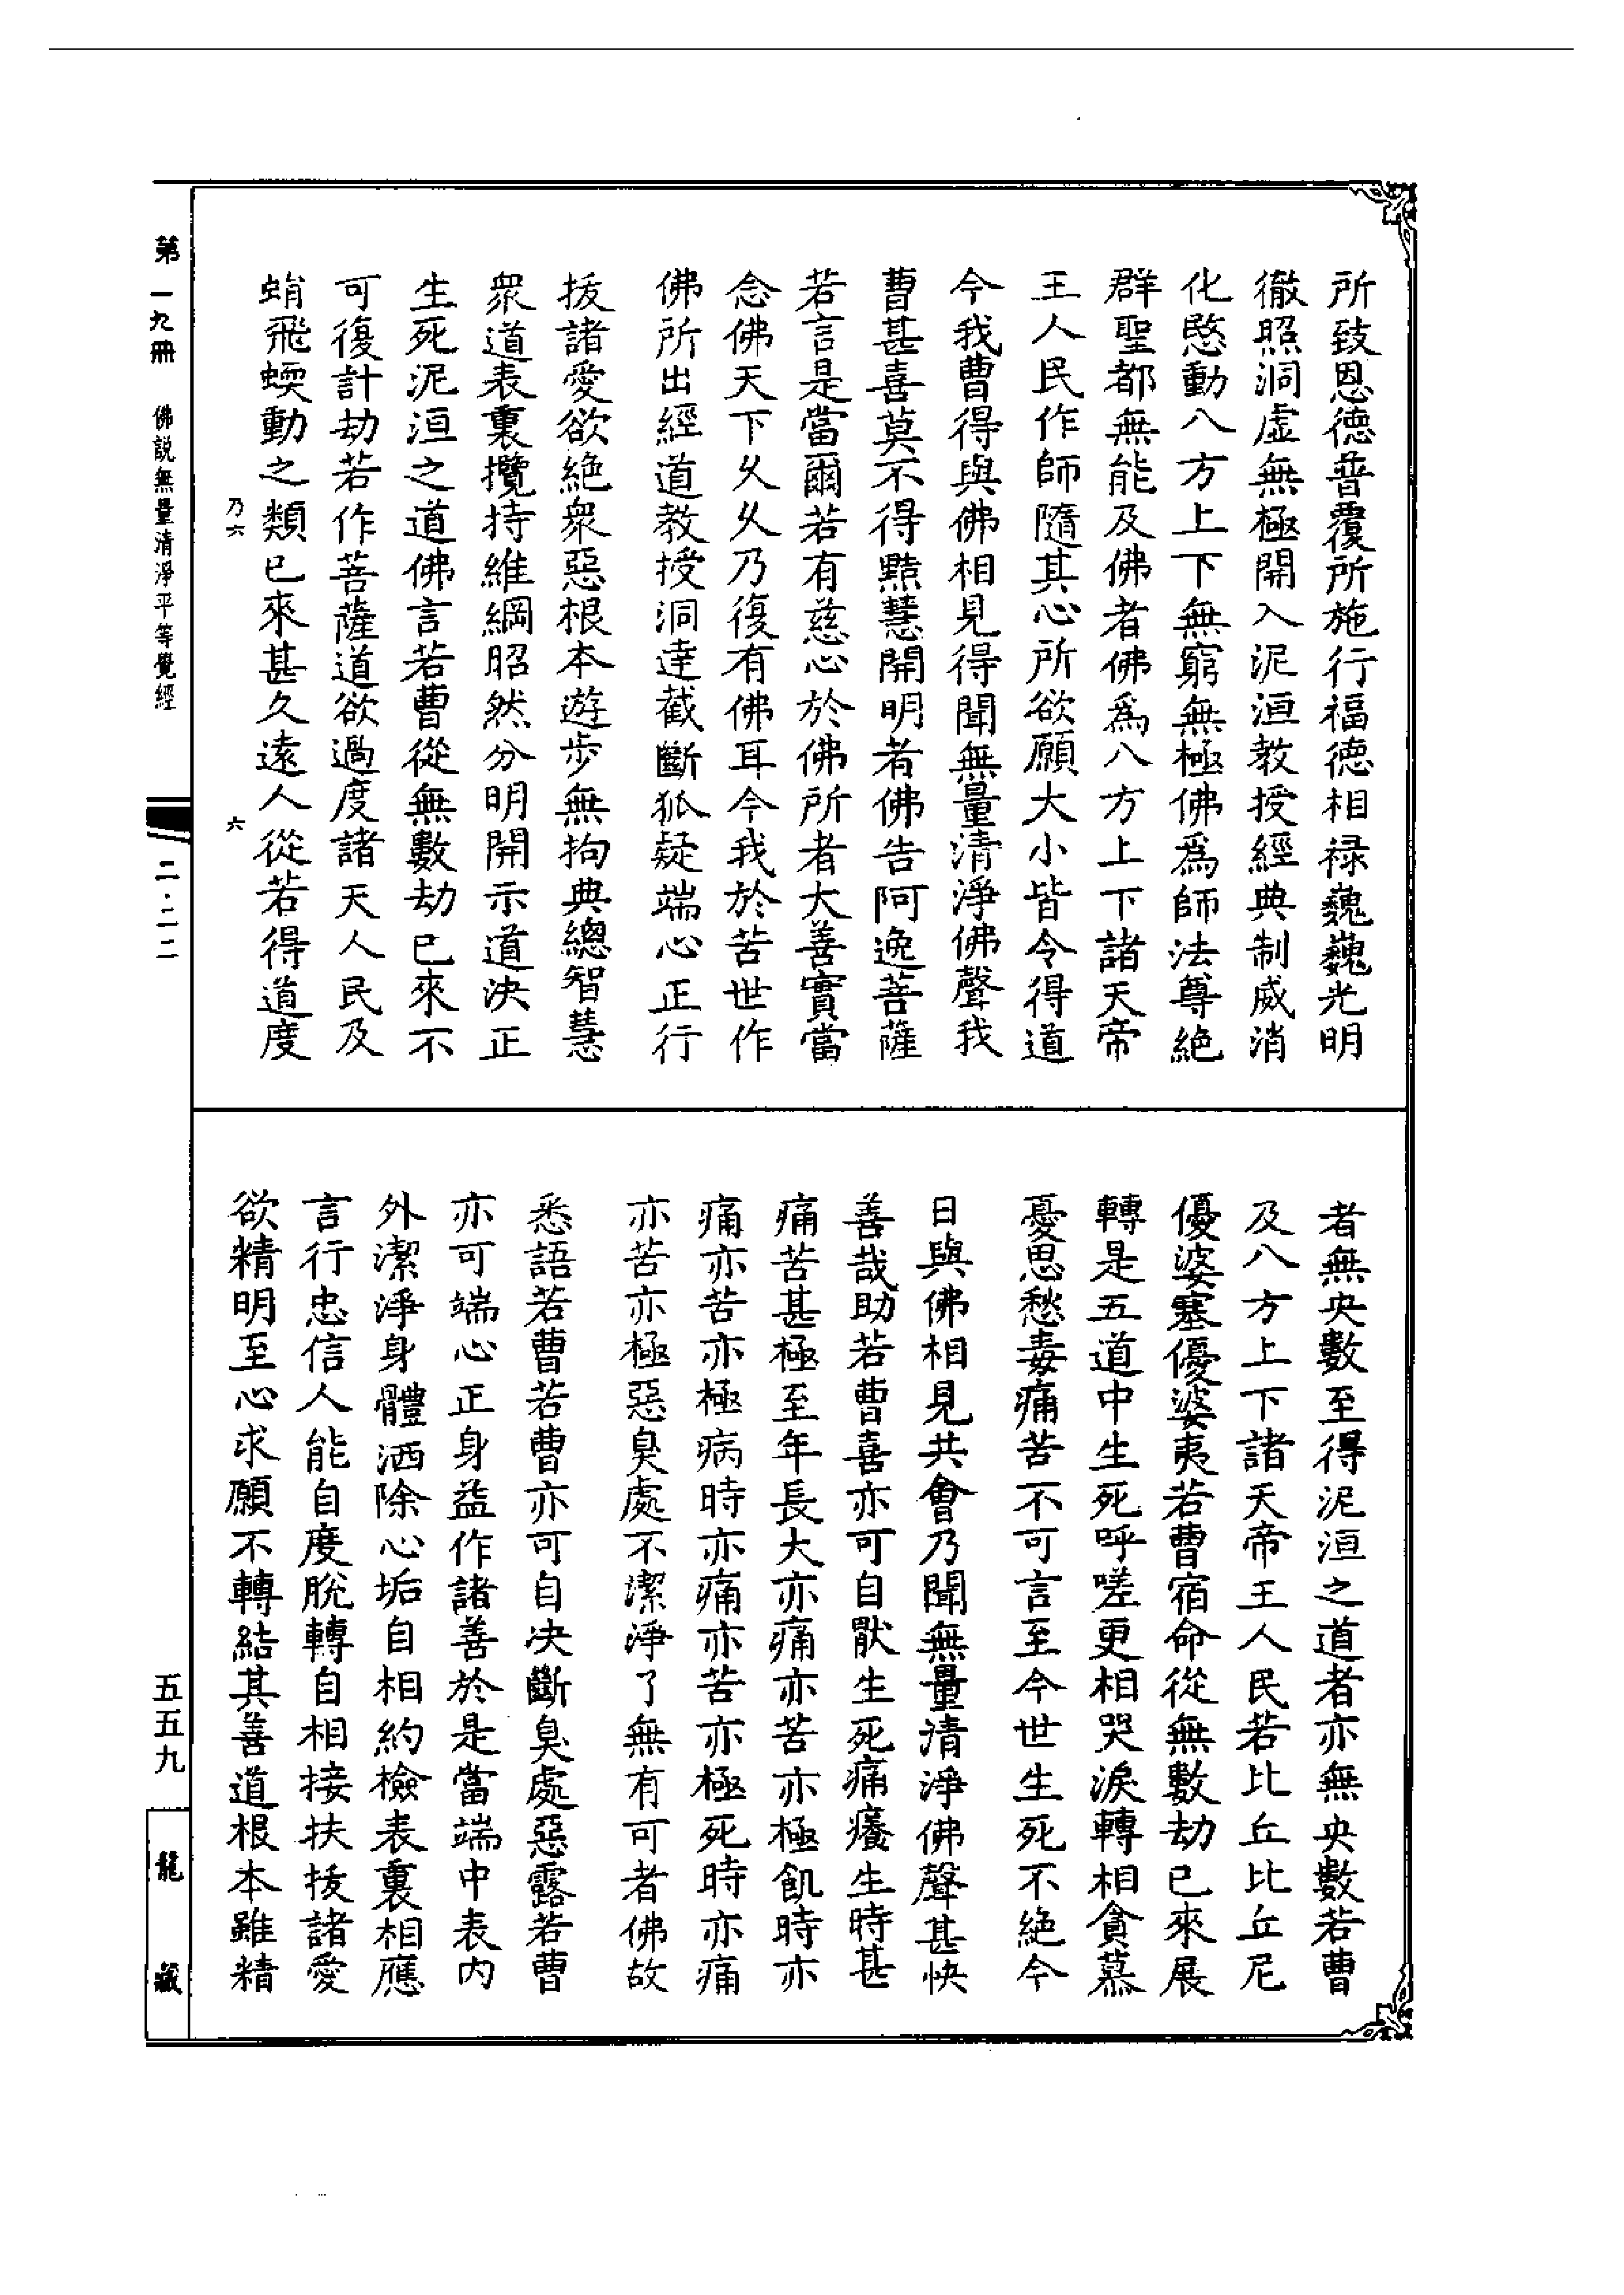 所致恩德普覆所施行福德相禄巍巍光明
徹照洞虚無極開入泥洹教授經典制威消
化愍動八方上下無窮無極佛爲師法尊絶
群聖都無能及佛者佛爲八方上下諸天帝
王人民作師隨其心所欲願大小皆令得道
今我曹得與佛相見得聞無量清淨佛聲我
曹甚喜莫不得黠慧開明者佛告阿逸菩薩
若言是當爾若有慈心於佛所者大善實當
念佛天下乆乆乃復有佛耳今我於苦世作
佛所出經道教授洞達截斷狐疑端心正行
拔諸愛欲絶衆惡根本遊步無拘典總智慧
衆道表裏攬持維綱昭然分明開示道決正
生死泥洹之道佛言若曹從無數劫已來不
可復計劫若作菩薩道欲過度諸天人民及
蜎飛蝡動之類已來甚久遠人從若得道度
乃六
六
者無央數至得泥洹之道者亦無央數若曹
及八方上下諸天帝王人民若比丘比丘尼
優婆塞優婆夷若曹宿命從無數劫已來展
轉是五道中生死呼嗟更相哭淚轉相貪慕
憂思愁毒痛苦不可言至今世生死不絶今
日與佛相見共會乃聞無量清淨佛聲甚快
善哉助若曹喜亦可自厭生死痛癢生時甚
痛苦甚極至年長大亦痛亦苦亦極飢時亦
痛亦苦亦極病時亦痛亦苦亦極死時亦痛
亦苦亦極惡臭處不潔淨了無有可者佛故
悉語若曹若曹亦可自决斷臭處惡露若曹
亦可端心正身益作諸善於是當端中表内
外潔淨身體洒除心垢自相約檢表裏相應
言行忠信人能自度脫轉自相接扶拔諸愛
欲精明至心求願不轉結其善道根本雖精
第一九冊
佛說無量清淨平等覺經
二·二二
五五九
龍藏